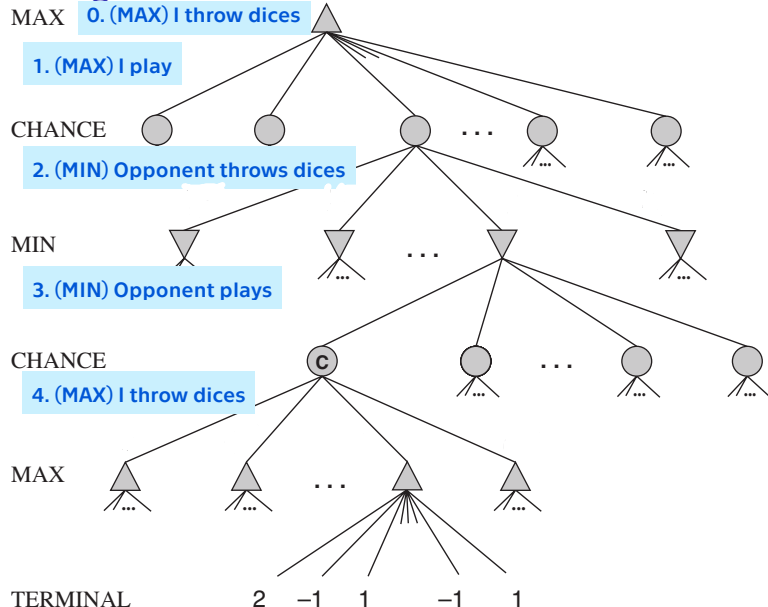 MAX 0. (MAX) I throw dices
1. (MAX) I play
CHANCE ...
...
...
2. (MIN) Opponent throws dices
MIN ...
... ...
3. (MIN) Opponent plays
CHANCE C ...
... ... ...
4. (MAX) I throw dices
MAX ...
... ... ...
TERMINAL 2 –1 1 –1 1